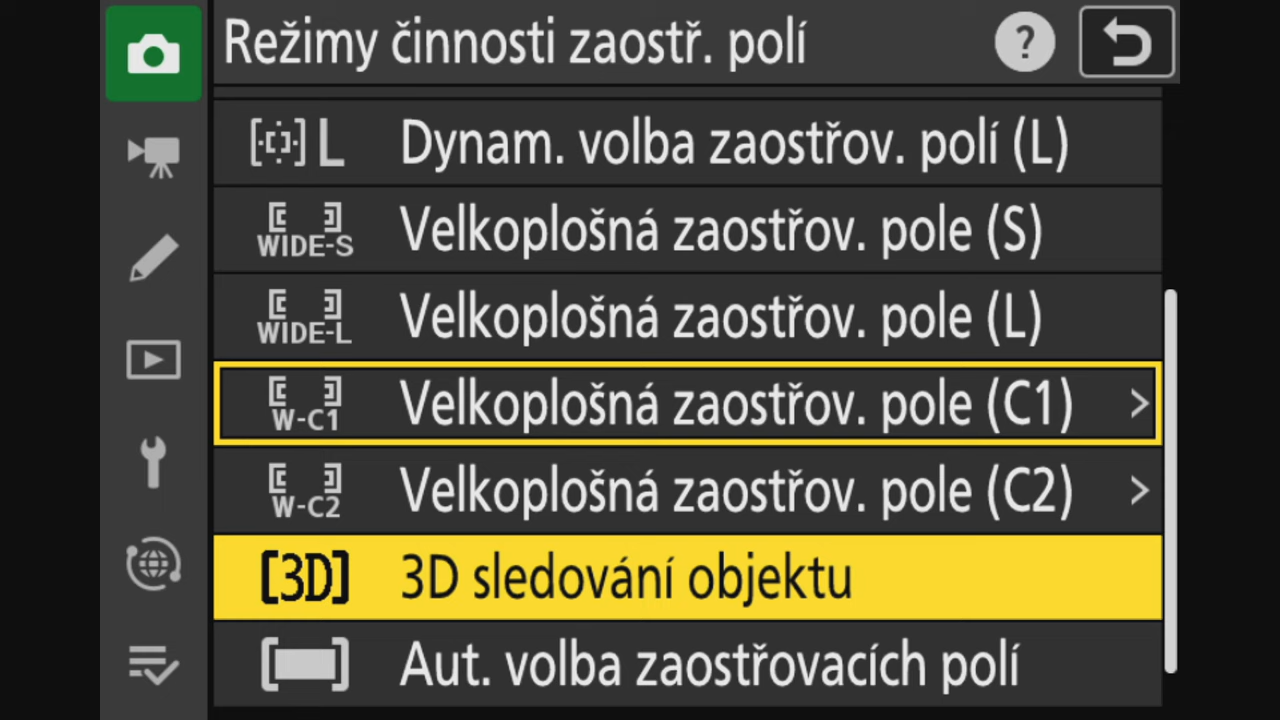 Režimy činnosti zaostř. polí ?
L Dynam. volba zaostřov. polí (L)
WIDE-S Velkoplošná zaostřov. pole (S)
WIDE-L Velkoplošná zaostřov. pole (L)
W-C1 Velkoplošná zaostřov. pole (C1) >
W-C2 Velkoplošná zaostřov. pole (C2) >
[3D] 3D sledování objektu
Aut. volba zaostřovacích polí